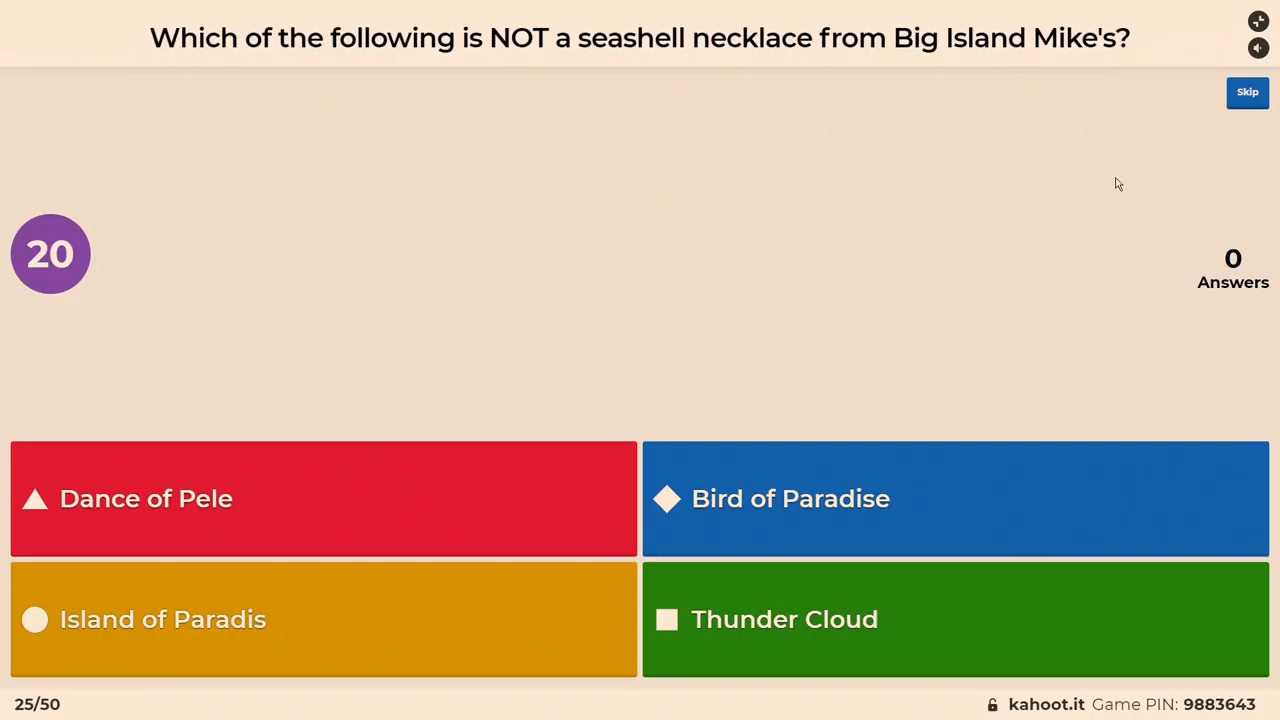 Which of the following is NOT a seashell necklace from Big Island Mike's?
Skip
20
0
Answers
Dance of Pele
Bird of Paradise
Island of Paradis
Thunder Cloud
25/50
kahoot.it Game PIN: 9883643